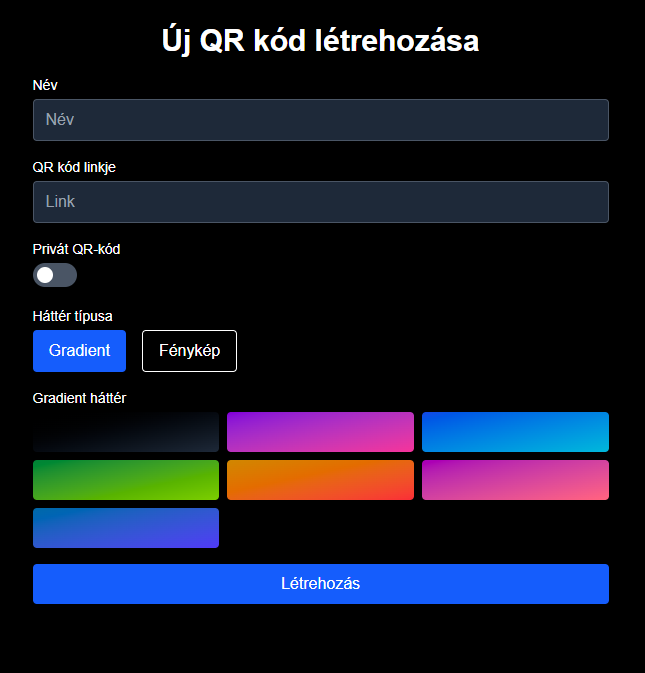 Új QR kód létrehozása
Név
Név
QR kód linkje
Link
Privát QR-kód
Háttér típusa
Gradient Fénykép
Gradient háttér
Létrehozás